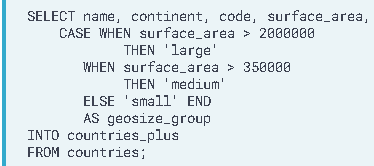 SELECT name, continent, code, surface_area,
    CASE WHEN surface_area > 2000000
            THEN 'large'
       WHEN surface_area > 350000
            THEN 'medium'
       ELSE 'small' END
       AS geosize_group
INTO countries_plus
FROM countries;